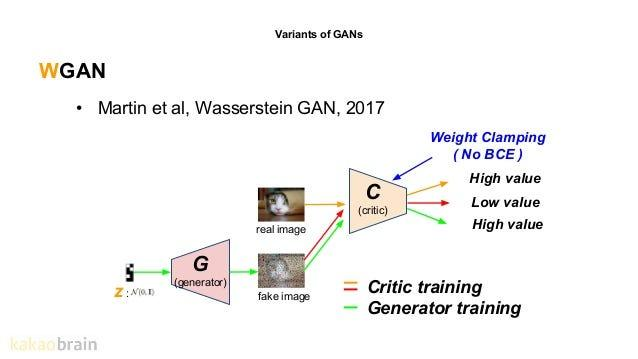 Variants of GANs
WGAN
• Martin et al, Wasserstein GAN, 2017
Weight Clamping
( No BCE )
C
(critic)
High value
Low value
High value
real image
G
(generator)
z : N(0, I)
fake image
Critic training
Generator training
kakaobrain